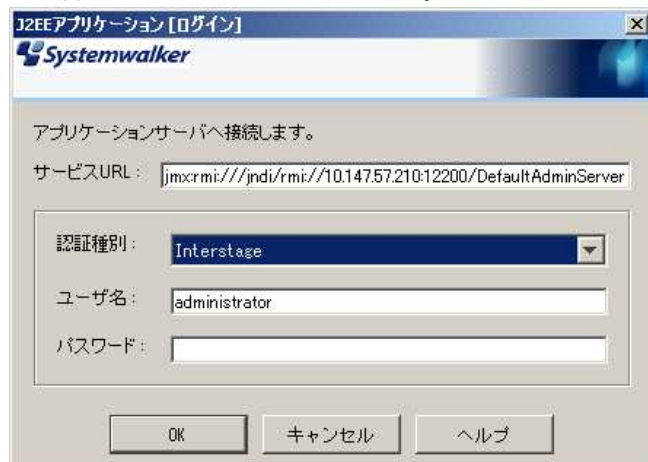 J2EEアプリケーション [ログイン]
Systemwalker
アプリケーションサーバへ接続します。
サービスURL： jmx:rmi:///jndi/rmi://10.147.57.210:12200/DefaultAdminServer
認証種別： Interstage
ユーザ名： administrator
パスワード：
OK キャンセル ヘルプ